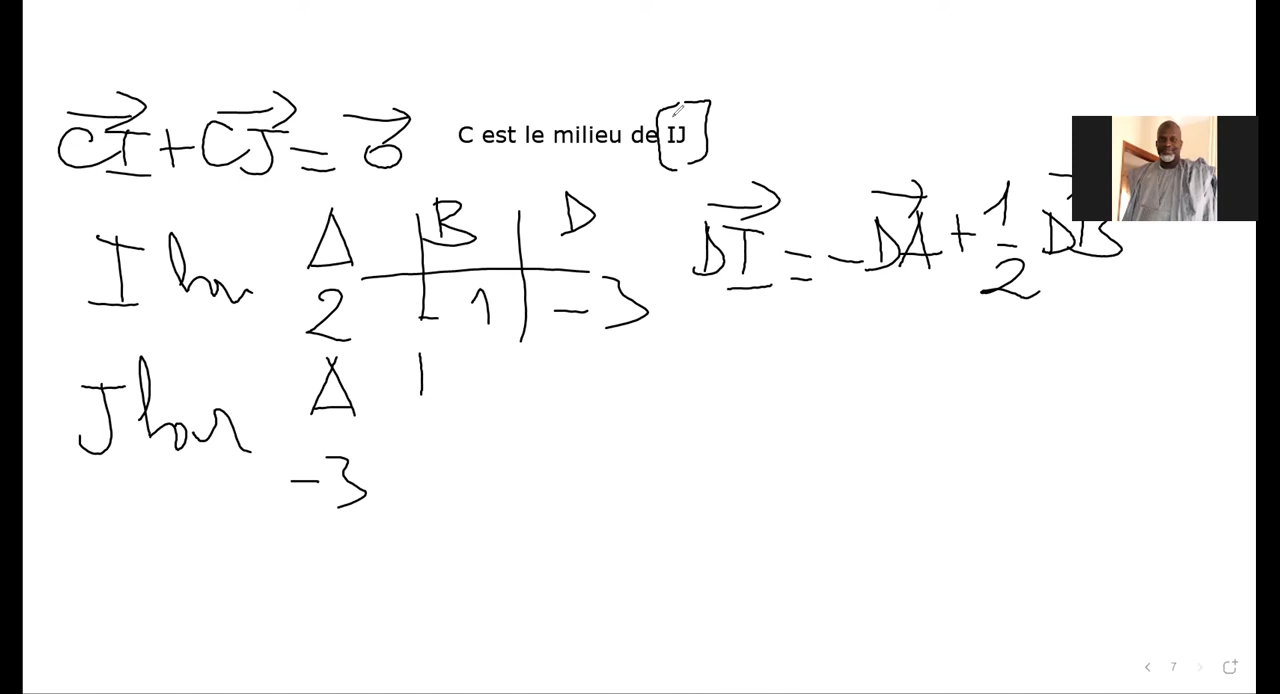 CI + CJ = 0 C est le milieu de [IJ]
I bar A | B | D
2 | -1 | -3
DI = -DA + 1/2 DB
J bar A |
-3
7